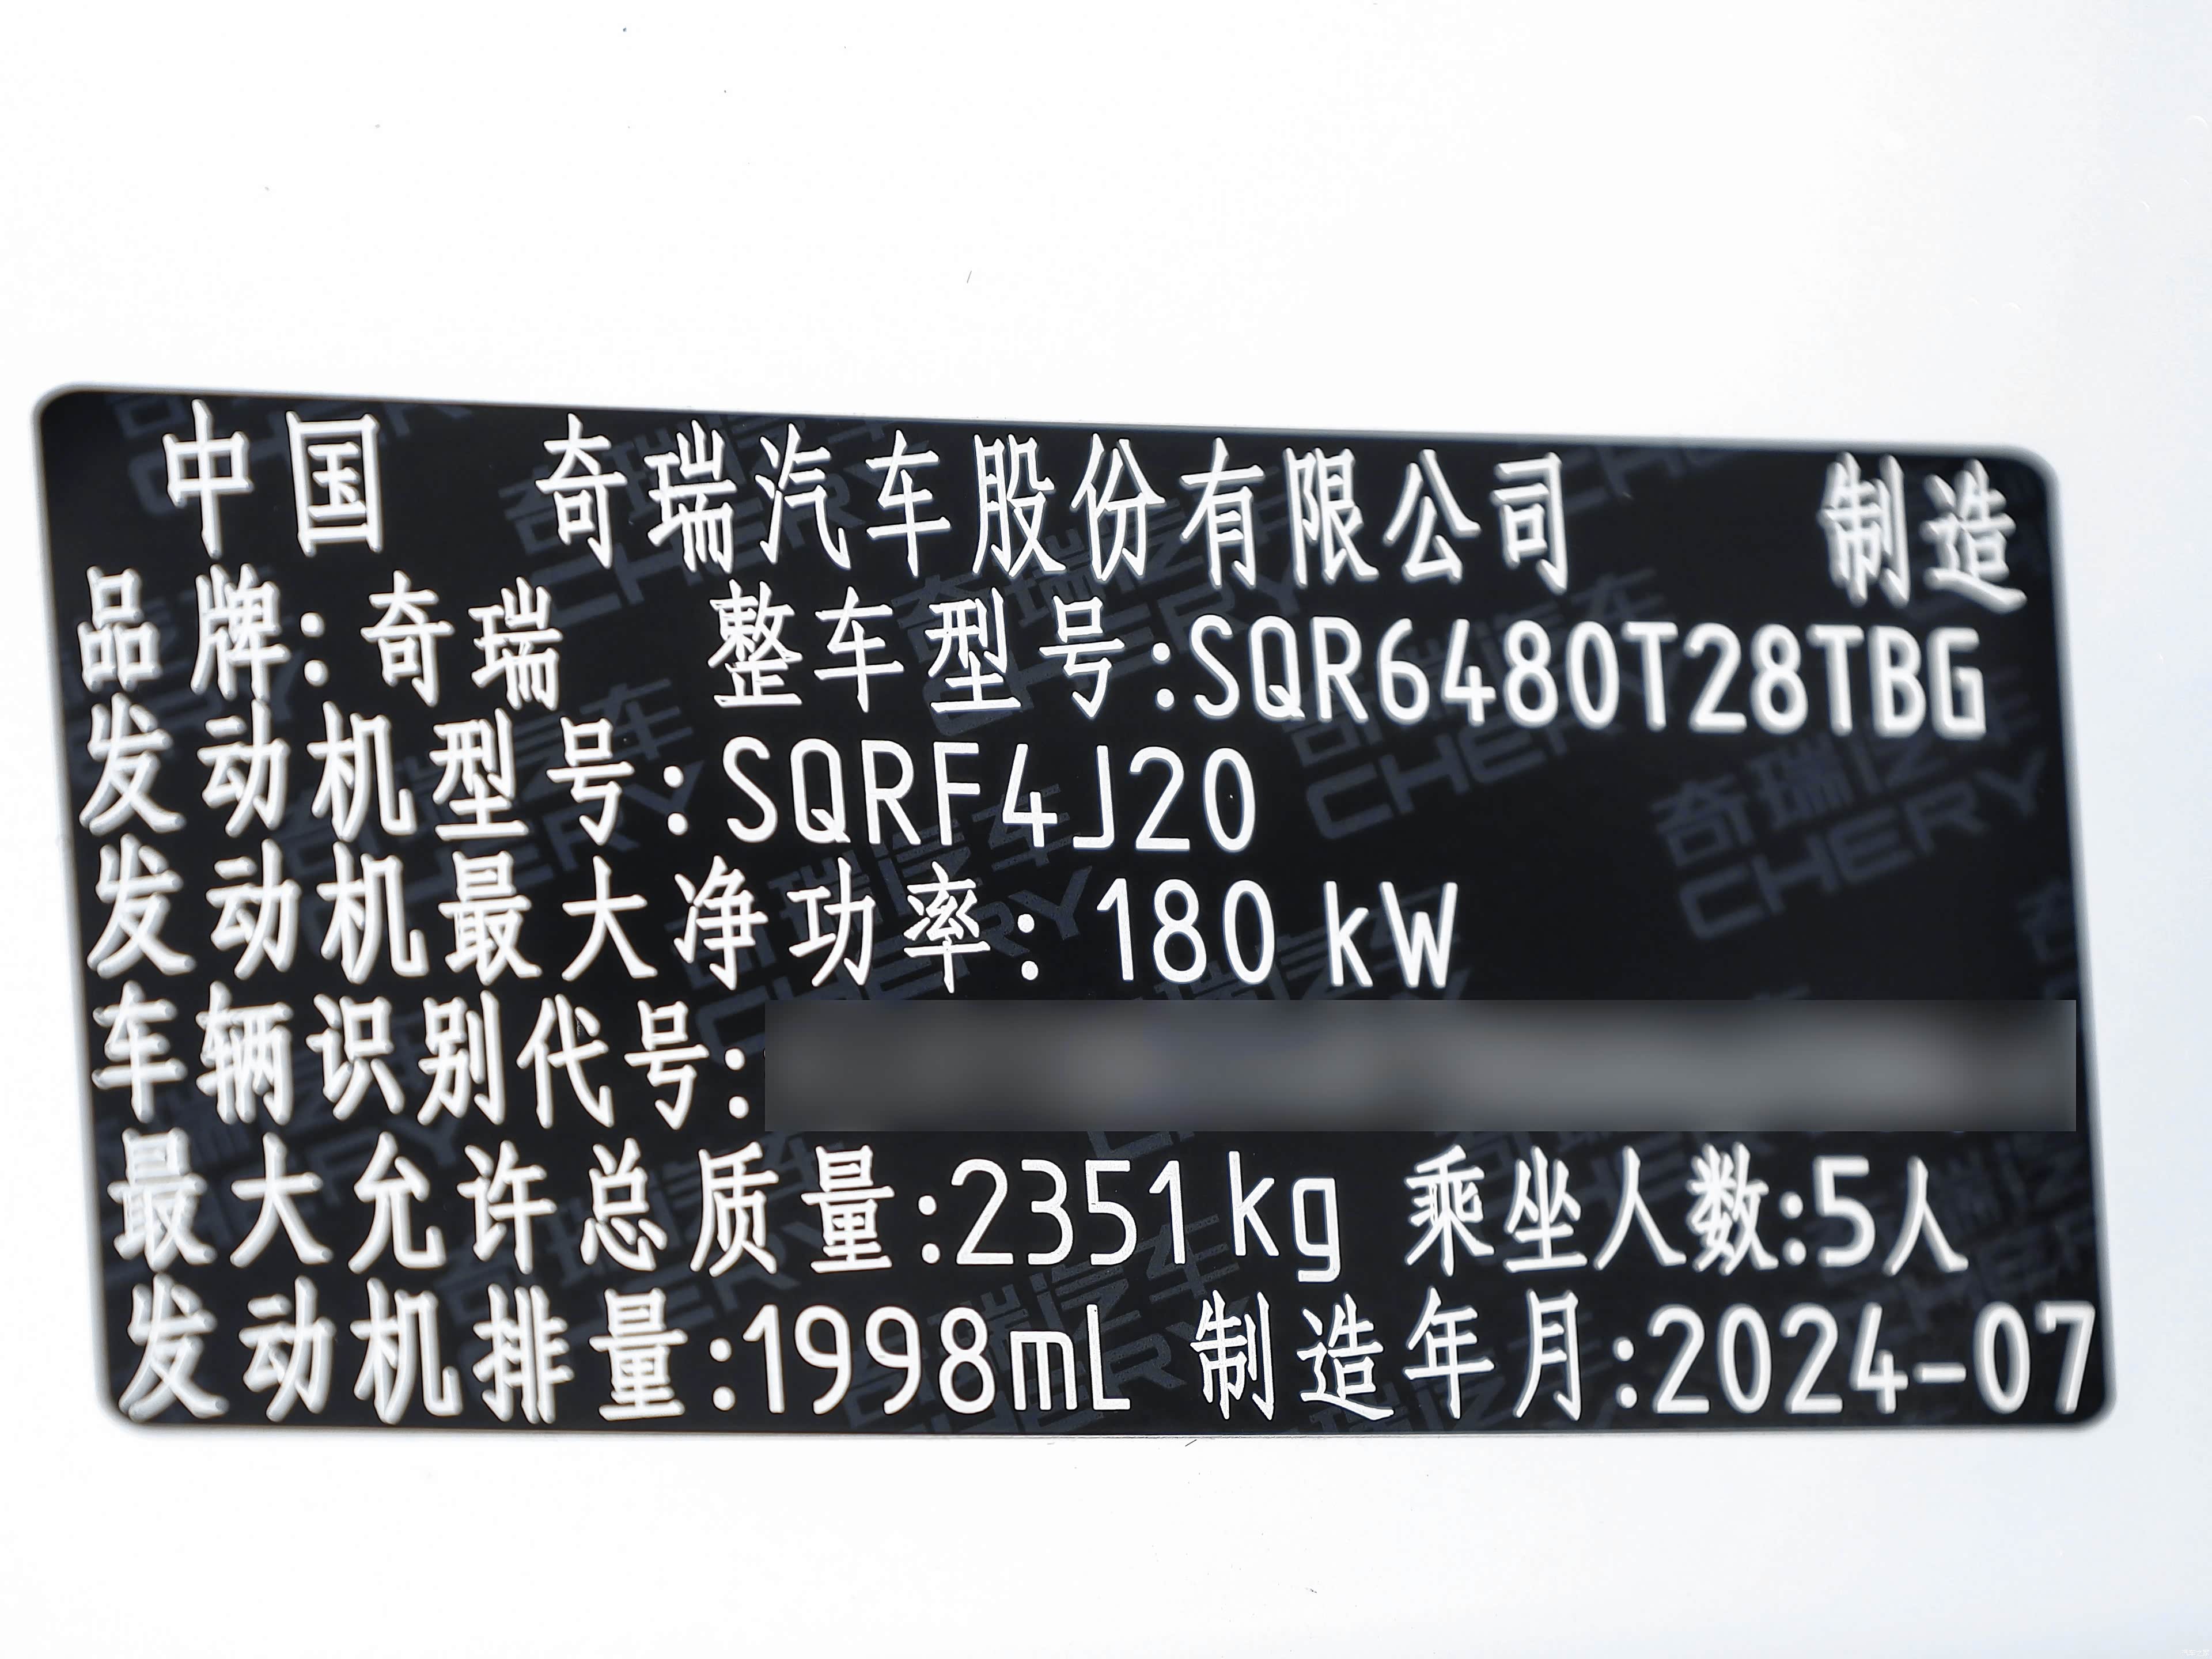 中国 奇瑞汽车股份有限公司 制造
品牌:奇瑞 整车型号:SQR6480T28TBG
发动机型号:SQRF4J20
发动机最大净功率:180 kW
车辆识别代号:
最大允许总质量:2351kg 乘坐人数:5人
发动机排量:1998mL 制造年月:2024-07